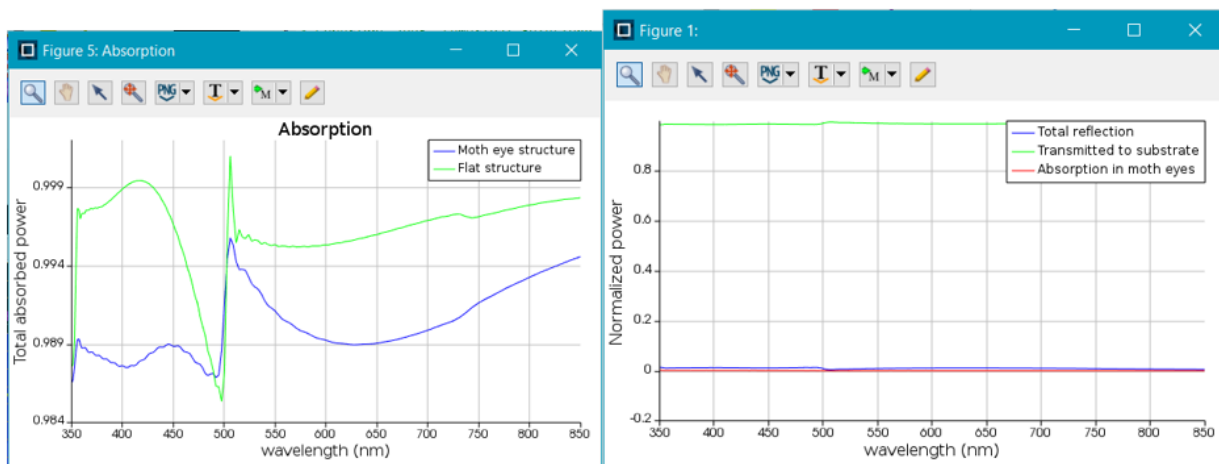 Figure 5: Absorption
PNG T M
Absorption
Moth eye structure
Flat structure
0.999
0.994
0.989
0.984
Total absorbed power
350 400 450 500 550 600 650 700 750 800 850
wavelength (nm)
Figure 1:
PNG T M
Total reflection
Transmitted to substrate
Absorption in moth eyes
0.8
0.6
0.4
0.2
0
-0.2
Normalized power
350 400 450 500 550 600 650 700 750 800 850
wavelength (nm)